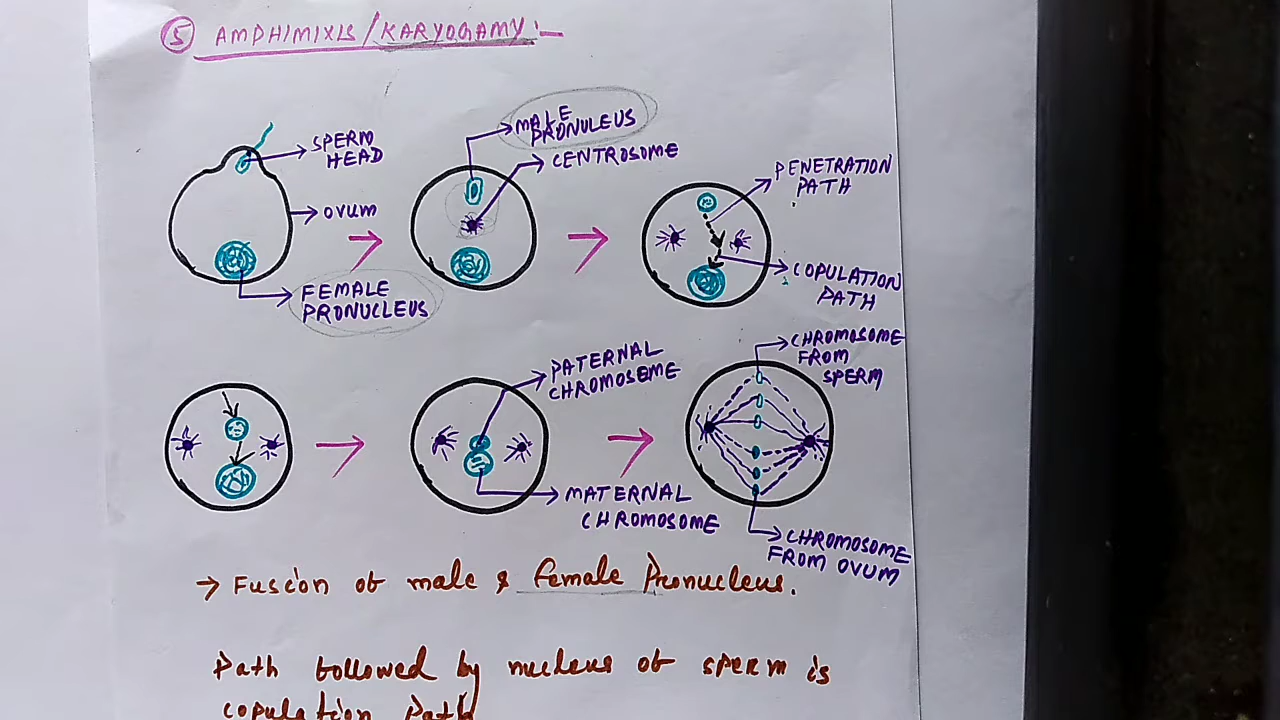 ⑤ AMPHIMIXIS/KARYOGAMY:-
SPERM
HEAD
OVUM
FEMALE
PRONUCLEUS
MALE
PRONULEUS
CENTROSOME
PENETRATION
PATH
COPULATION
PATH
PATERNAL
CHROMOSEME
MATERNAL
CHROMOSOME
CHROMOSOME
FROM
SPERM
CHROMOSOME
FROM OVUM
→ Fusion of male & female Pronucleus.
Path followed by nucleus of sperm is
copulation Path